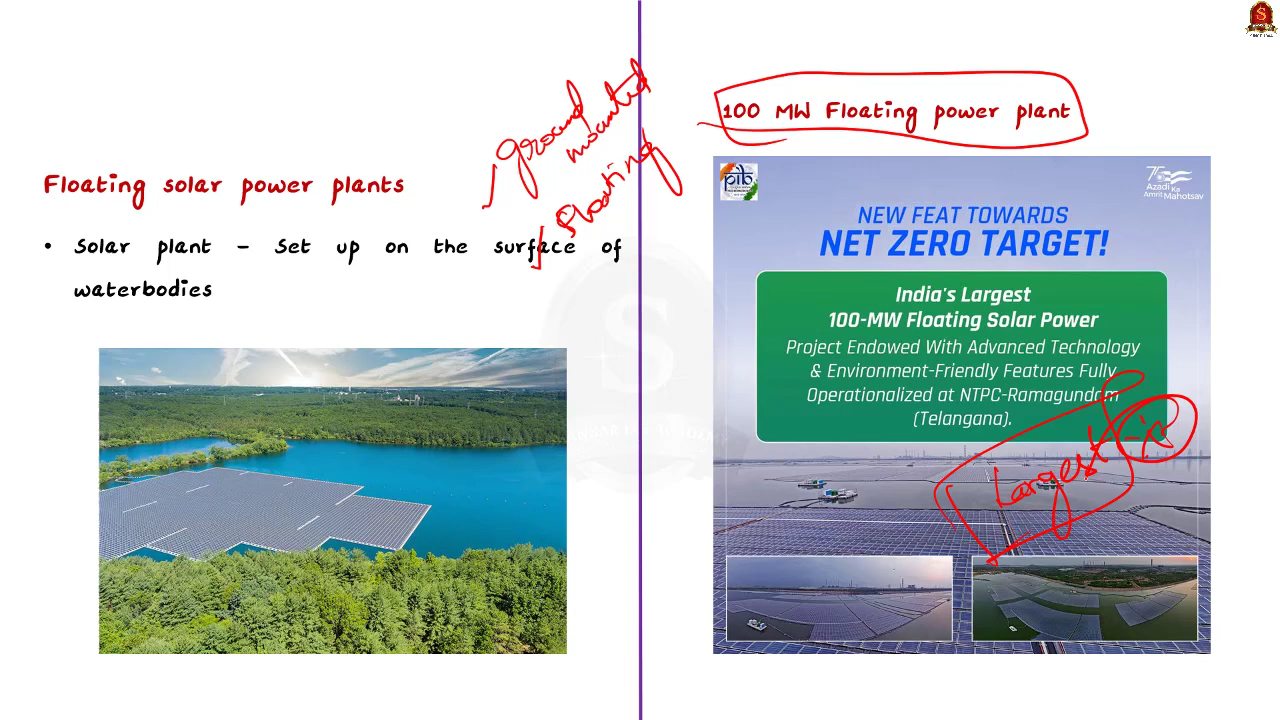 Floating solar power plants
• Solar plant – Set up on the surface of
waterbodies
Ground
mounted
Floating
100 MW Floating power plant
pib
75
Azadi
Ka
Amrit Mahotsav
NEW FEAT TOWARDS
NET ZERO TARGET!
India's Largest
100-MW Floating Solar Power
Project Endowed With Advanced Technology
& Environment-Friendly Features Fully
Operationalized at NTPC-Ramagundam
(Telangana).
Largest